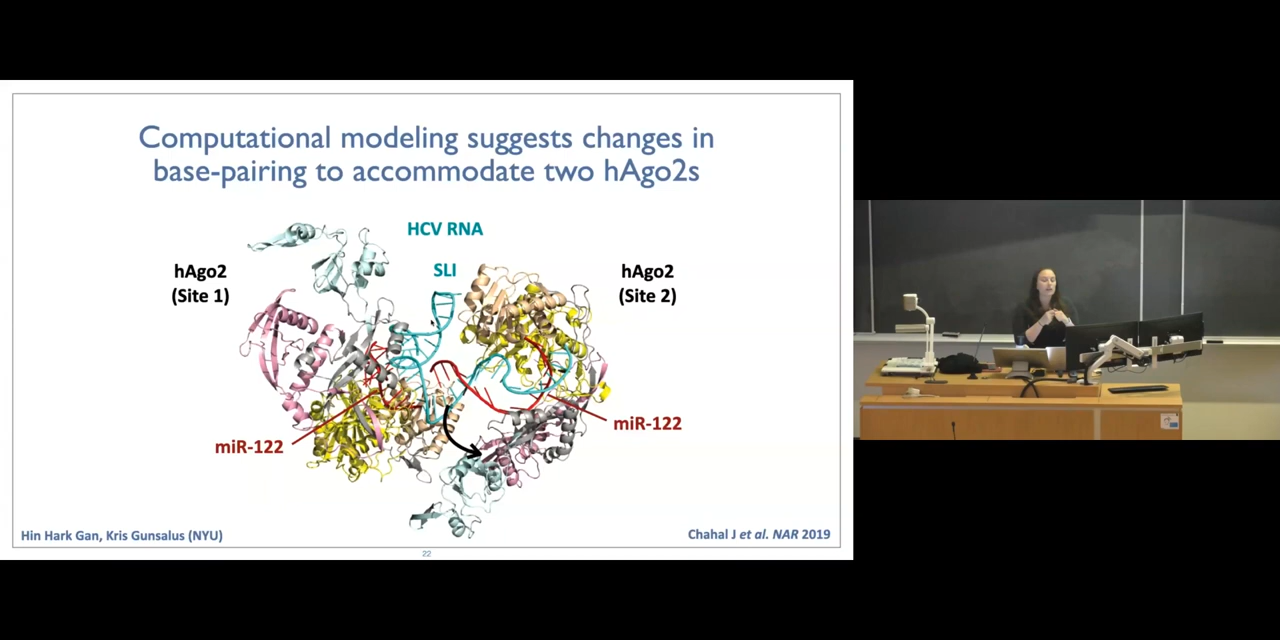 Computational modeling suggests changes in
base-pairing to accommodate two hAgo2s
HCV RNA
SLI
hAgo2
(Site 1)
hAgo2
(Site 2)
miR-122
miR-122
Hin Hark Gan, Kris Gunsalus (NYU)
Chahal J et al. NAR 2019
22